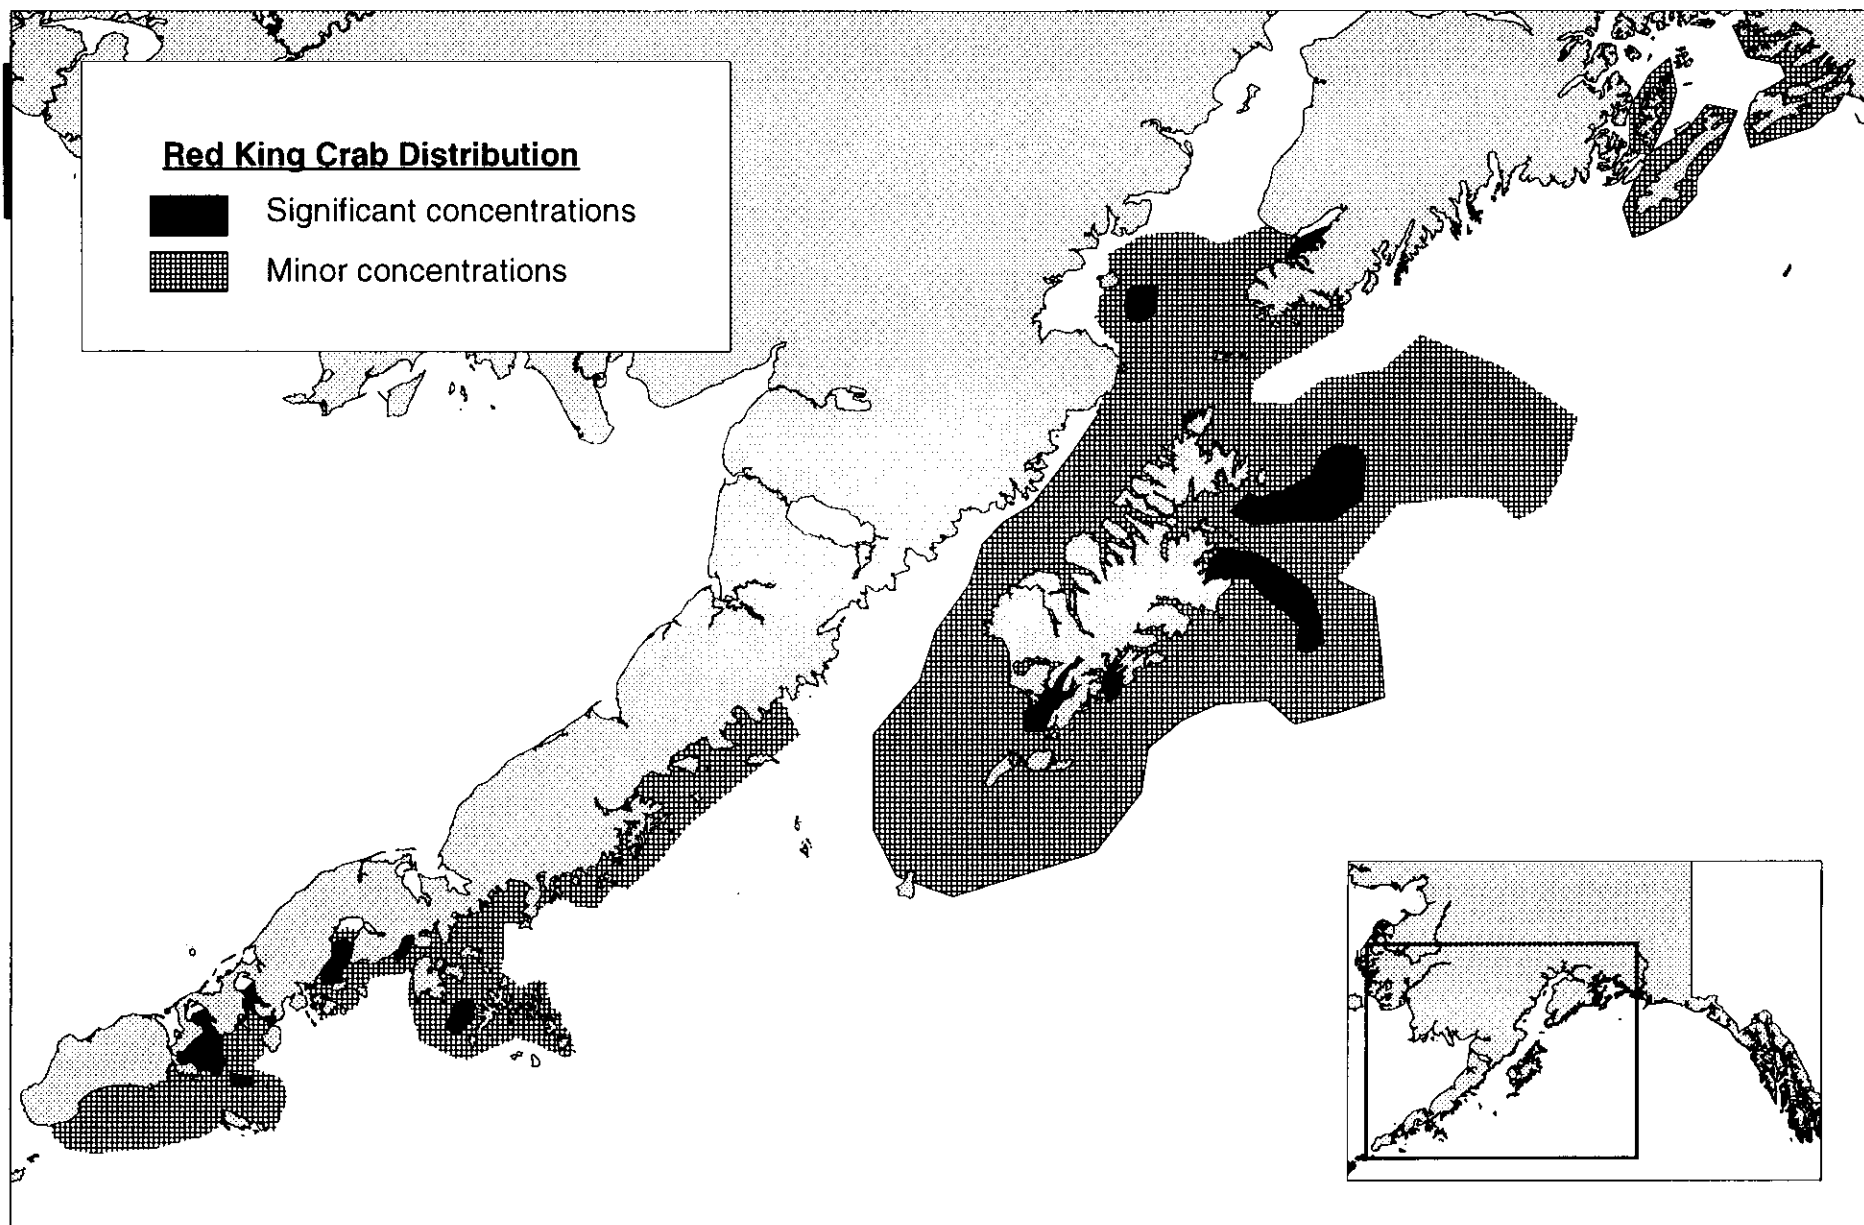 Red King Crab Distribution
Significant concentrations
Minor concentrations